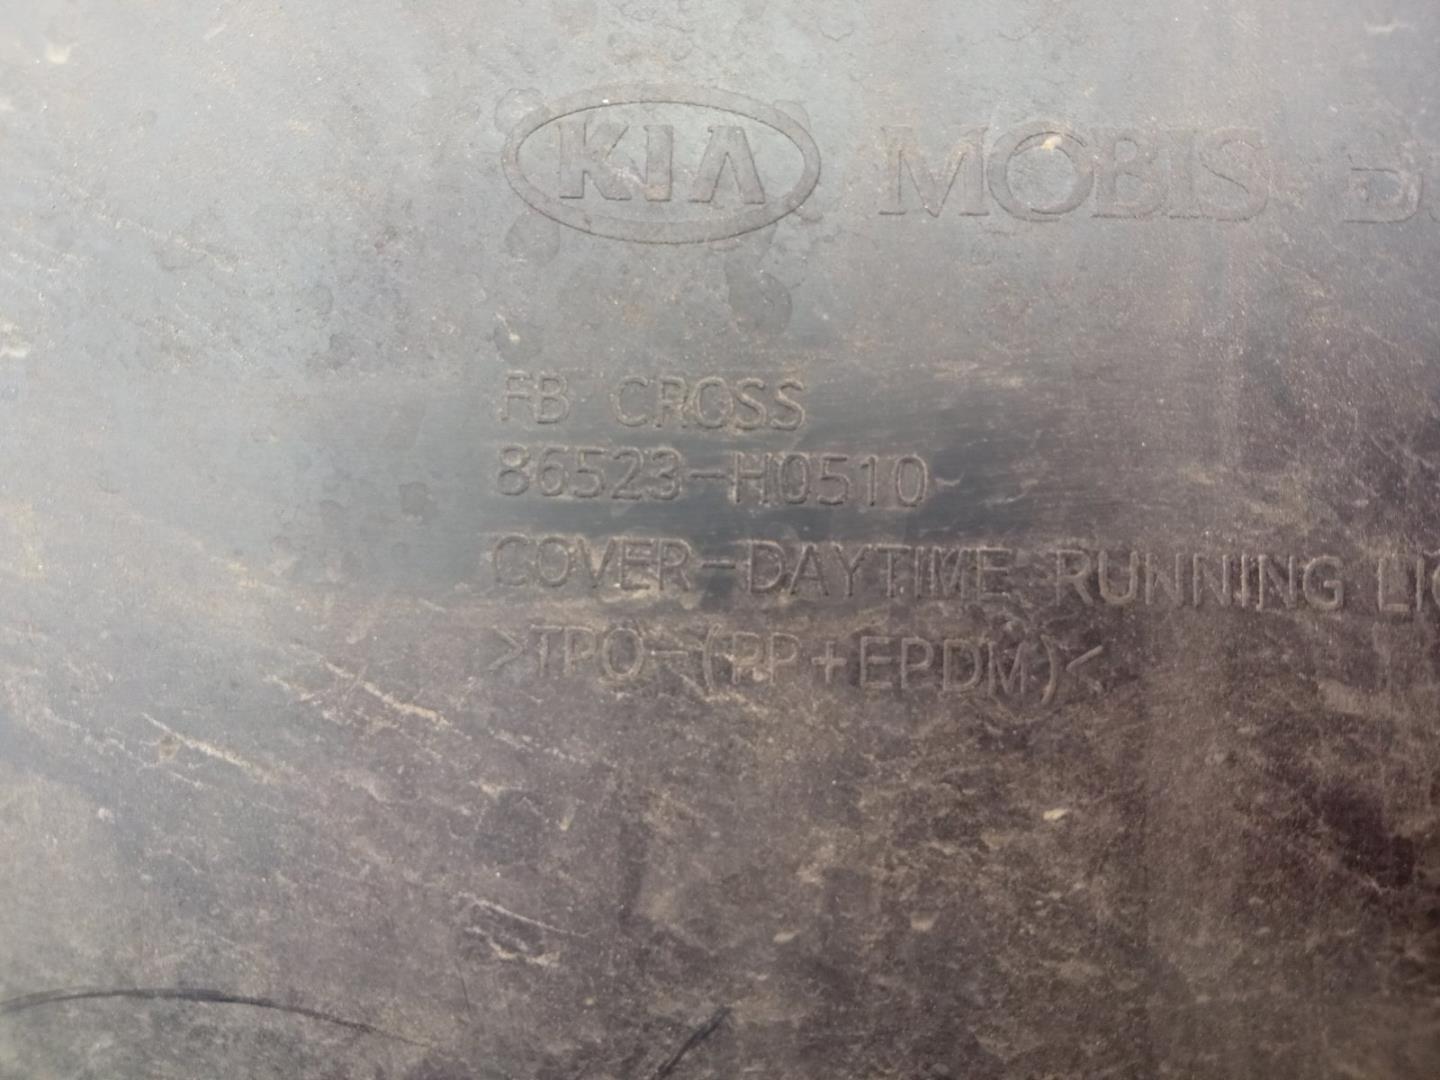 KIA MOBIS
FB CROSS
86523-H0510
COVER-DAYTIME RUNNING
>TPO-(PP+EPDM)<